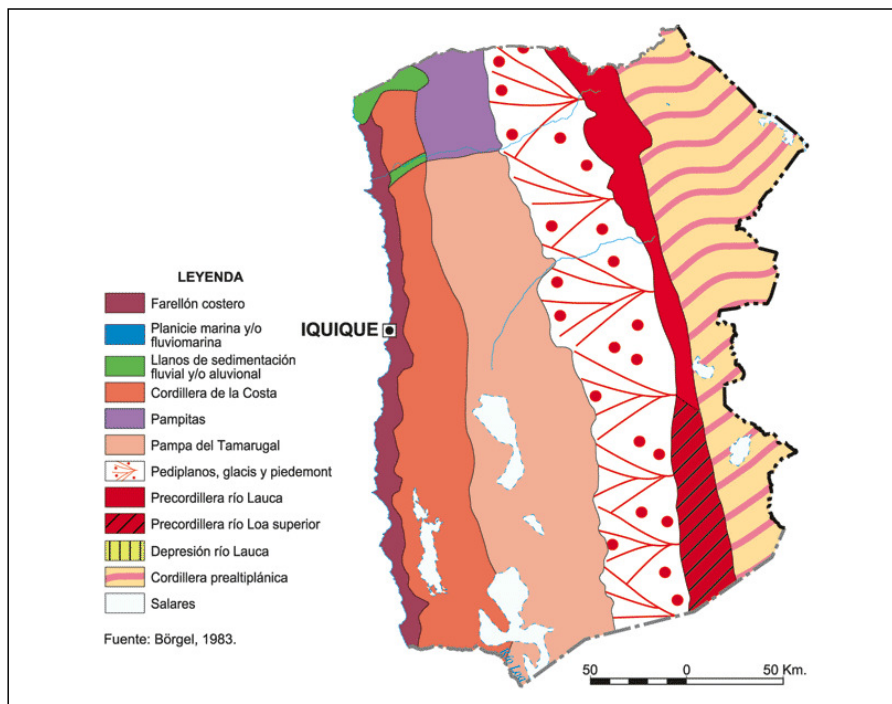 LEYENDA
Farellón costero
Planicie marina y/o
fluviomarina
Llanos de sedimentación
fluvial y/o aluvional
Cordillera de la Costa
Pampitas
Pampa del Tamarugal
Pediplanos, glacis y piedemont
Precordillera río Lauca
Precordillera río Loa superior
Depresión río Lauca
Cordillera prealtiplánica
Salares
Fuente: Börgel, 1983.
IQUIQUE
Río Loa
50 0 50 Km.